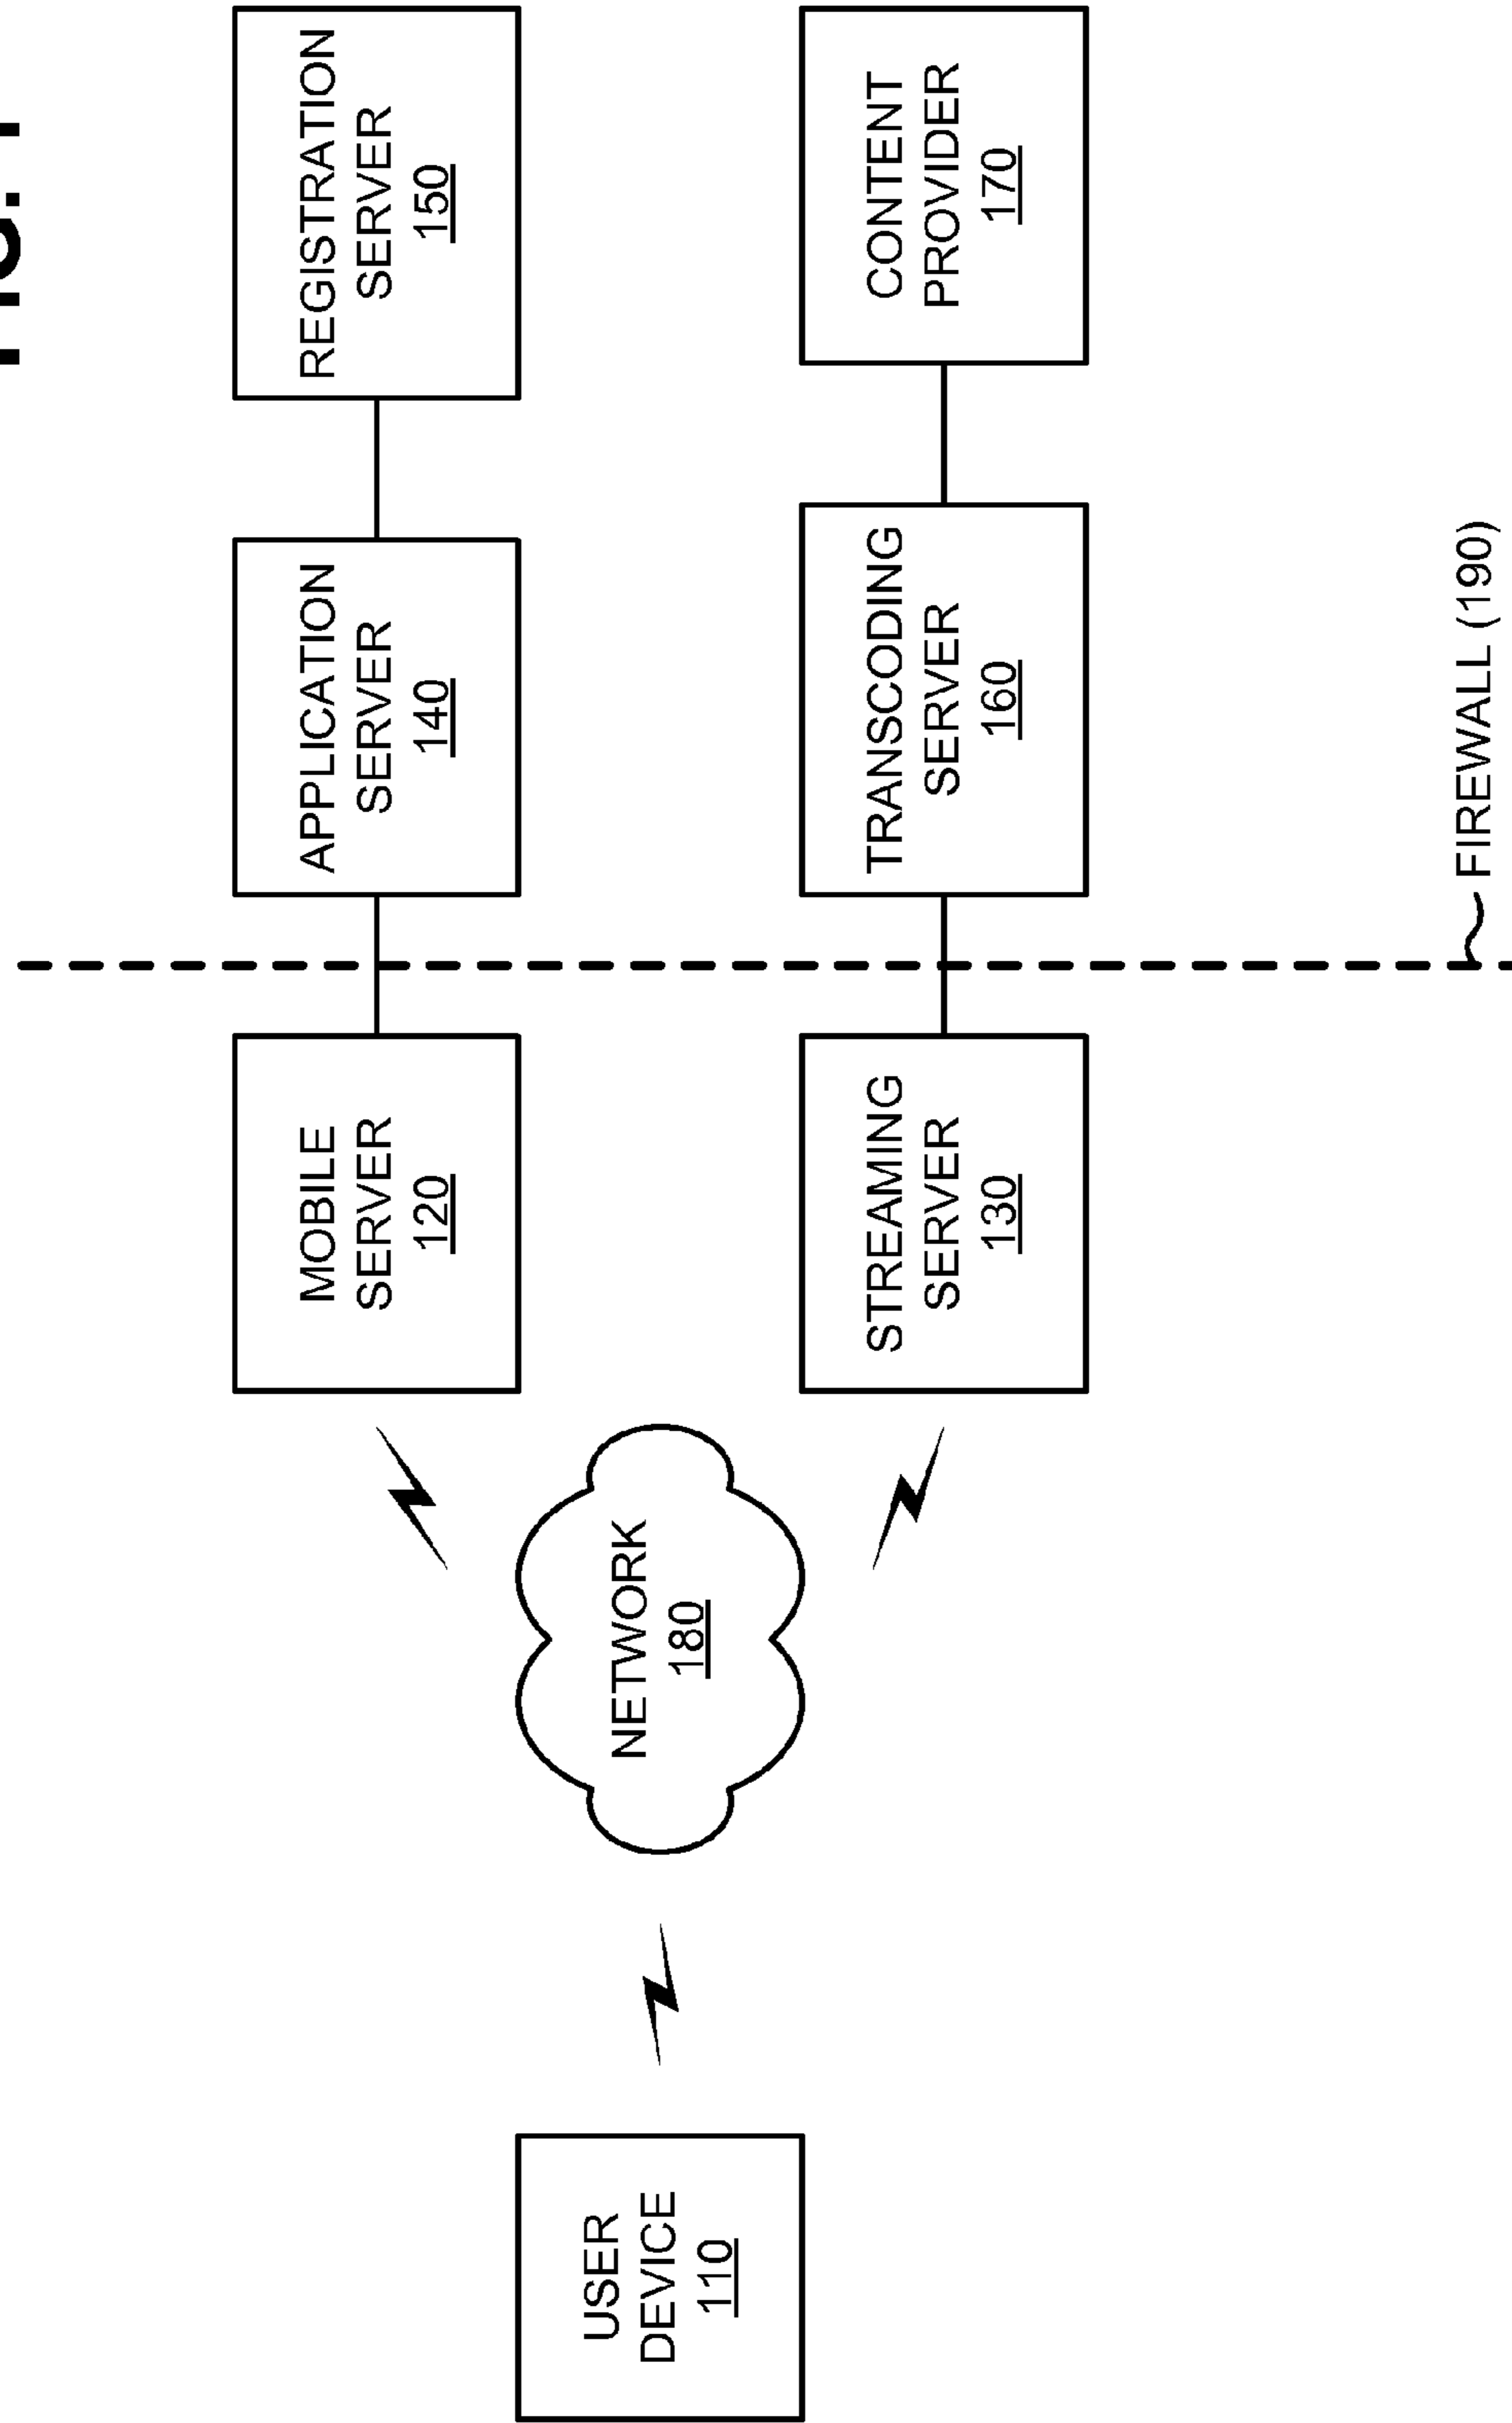 FIG. 1
REGISTRATION
SERVER
150
APPLICATION
SERVER
140
MOBILE
SERVER
120
CONTENT
PROVIDER
170
TRANSCODING
SERVER
160
STREAMING
SERVER
130
NETWORK
180
USER
DEVICE
110
FIREWALL (190)